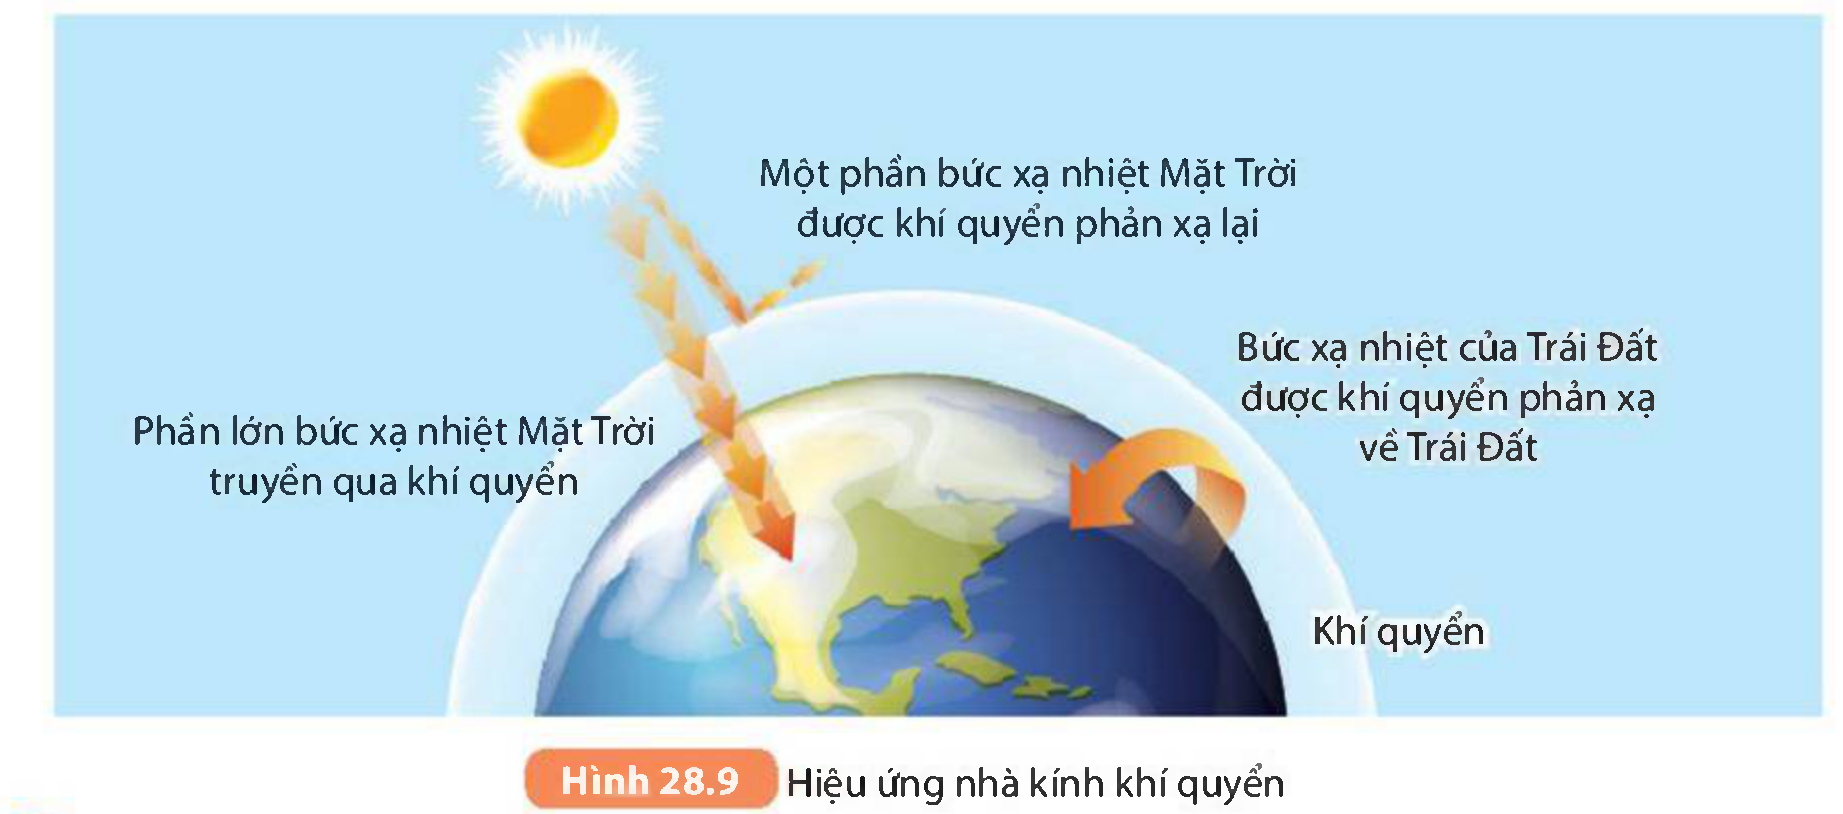 Một phần bức xạ nhiệt Mặt Trời
được khí quyển phản xạ lại
Bức xạ nhiệt của Trái Đất
được khí quyển phản xạ
về Trái Đất
Phần lớn bức xạ nhiệt Mặt Trời
truyền qua khí quyển
Khí quyển
Hình 28.9 Hiệu ứng nhà kính khí quyển